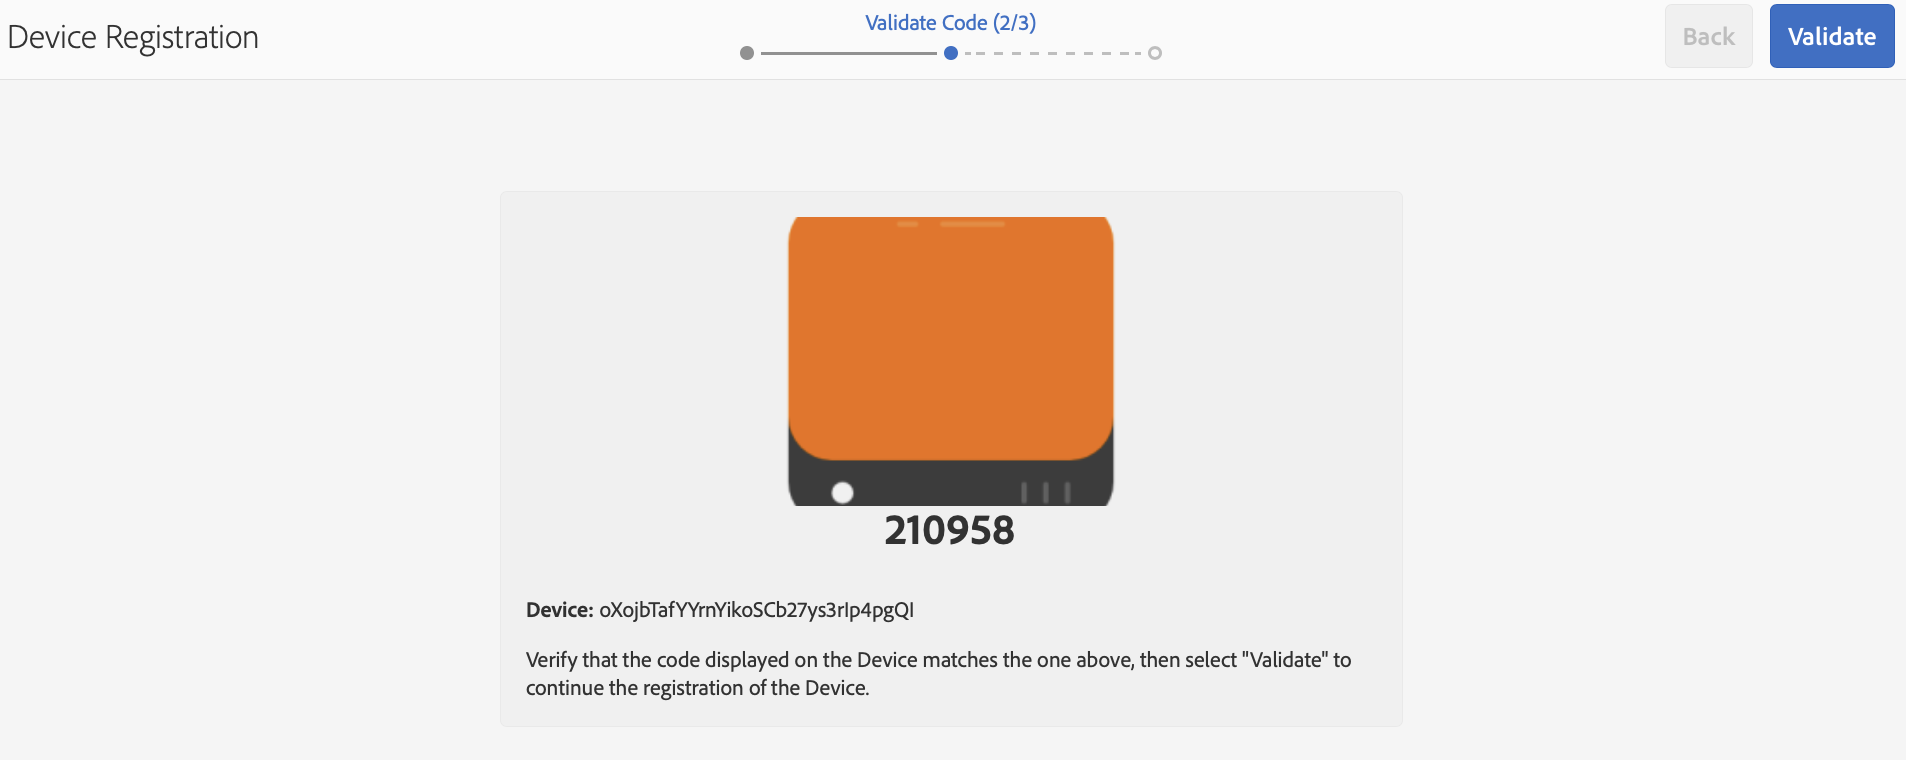 Device Registration
Validate Code (2/3)
Back
Validate
210958
Device: oXojbTafYYrnYikoSCb27ys3rIp4pgQI
Verify that the code displayed on the Device matches the one above, then select "Validate" to
continue the registration of the Device.